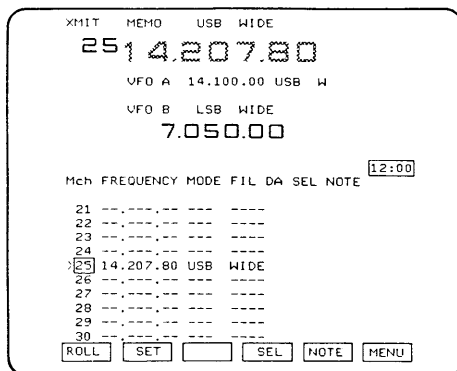 XMIT MEMO USB WIDE
25 14.207.80
VFO A 14.100.00 USB W
VFO B LSB WIDE
7.050.00
12:00
Mch FREQUENCY MODE FIL DA SEL NOTE
21 --.---.-- -- ----
22 --.---.-- -- ----
23 --.---.-- -- ----
24 --.---.-- -- ----
>25 14.207.80 USB WIDE
26 --.---.-- -- ----
27 --.---.-- -- ----
28 --.---.-- -- ----
29 --.---.-- -- ----
30 --.---.-- -- ----
ROLL SET SEL NOTE MENU